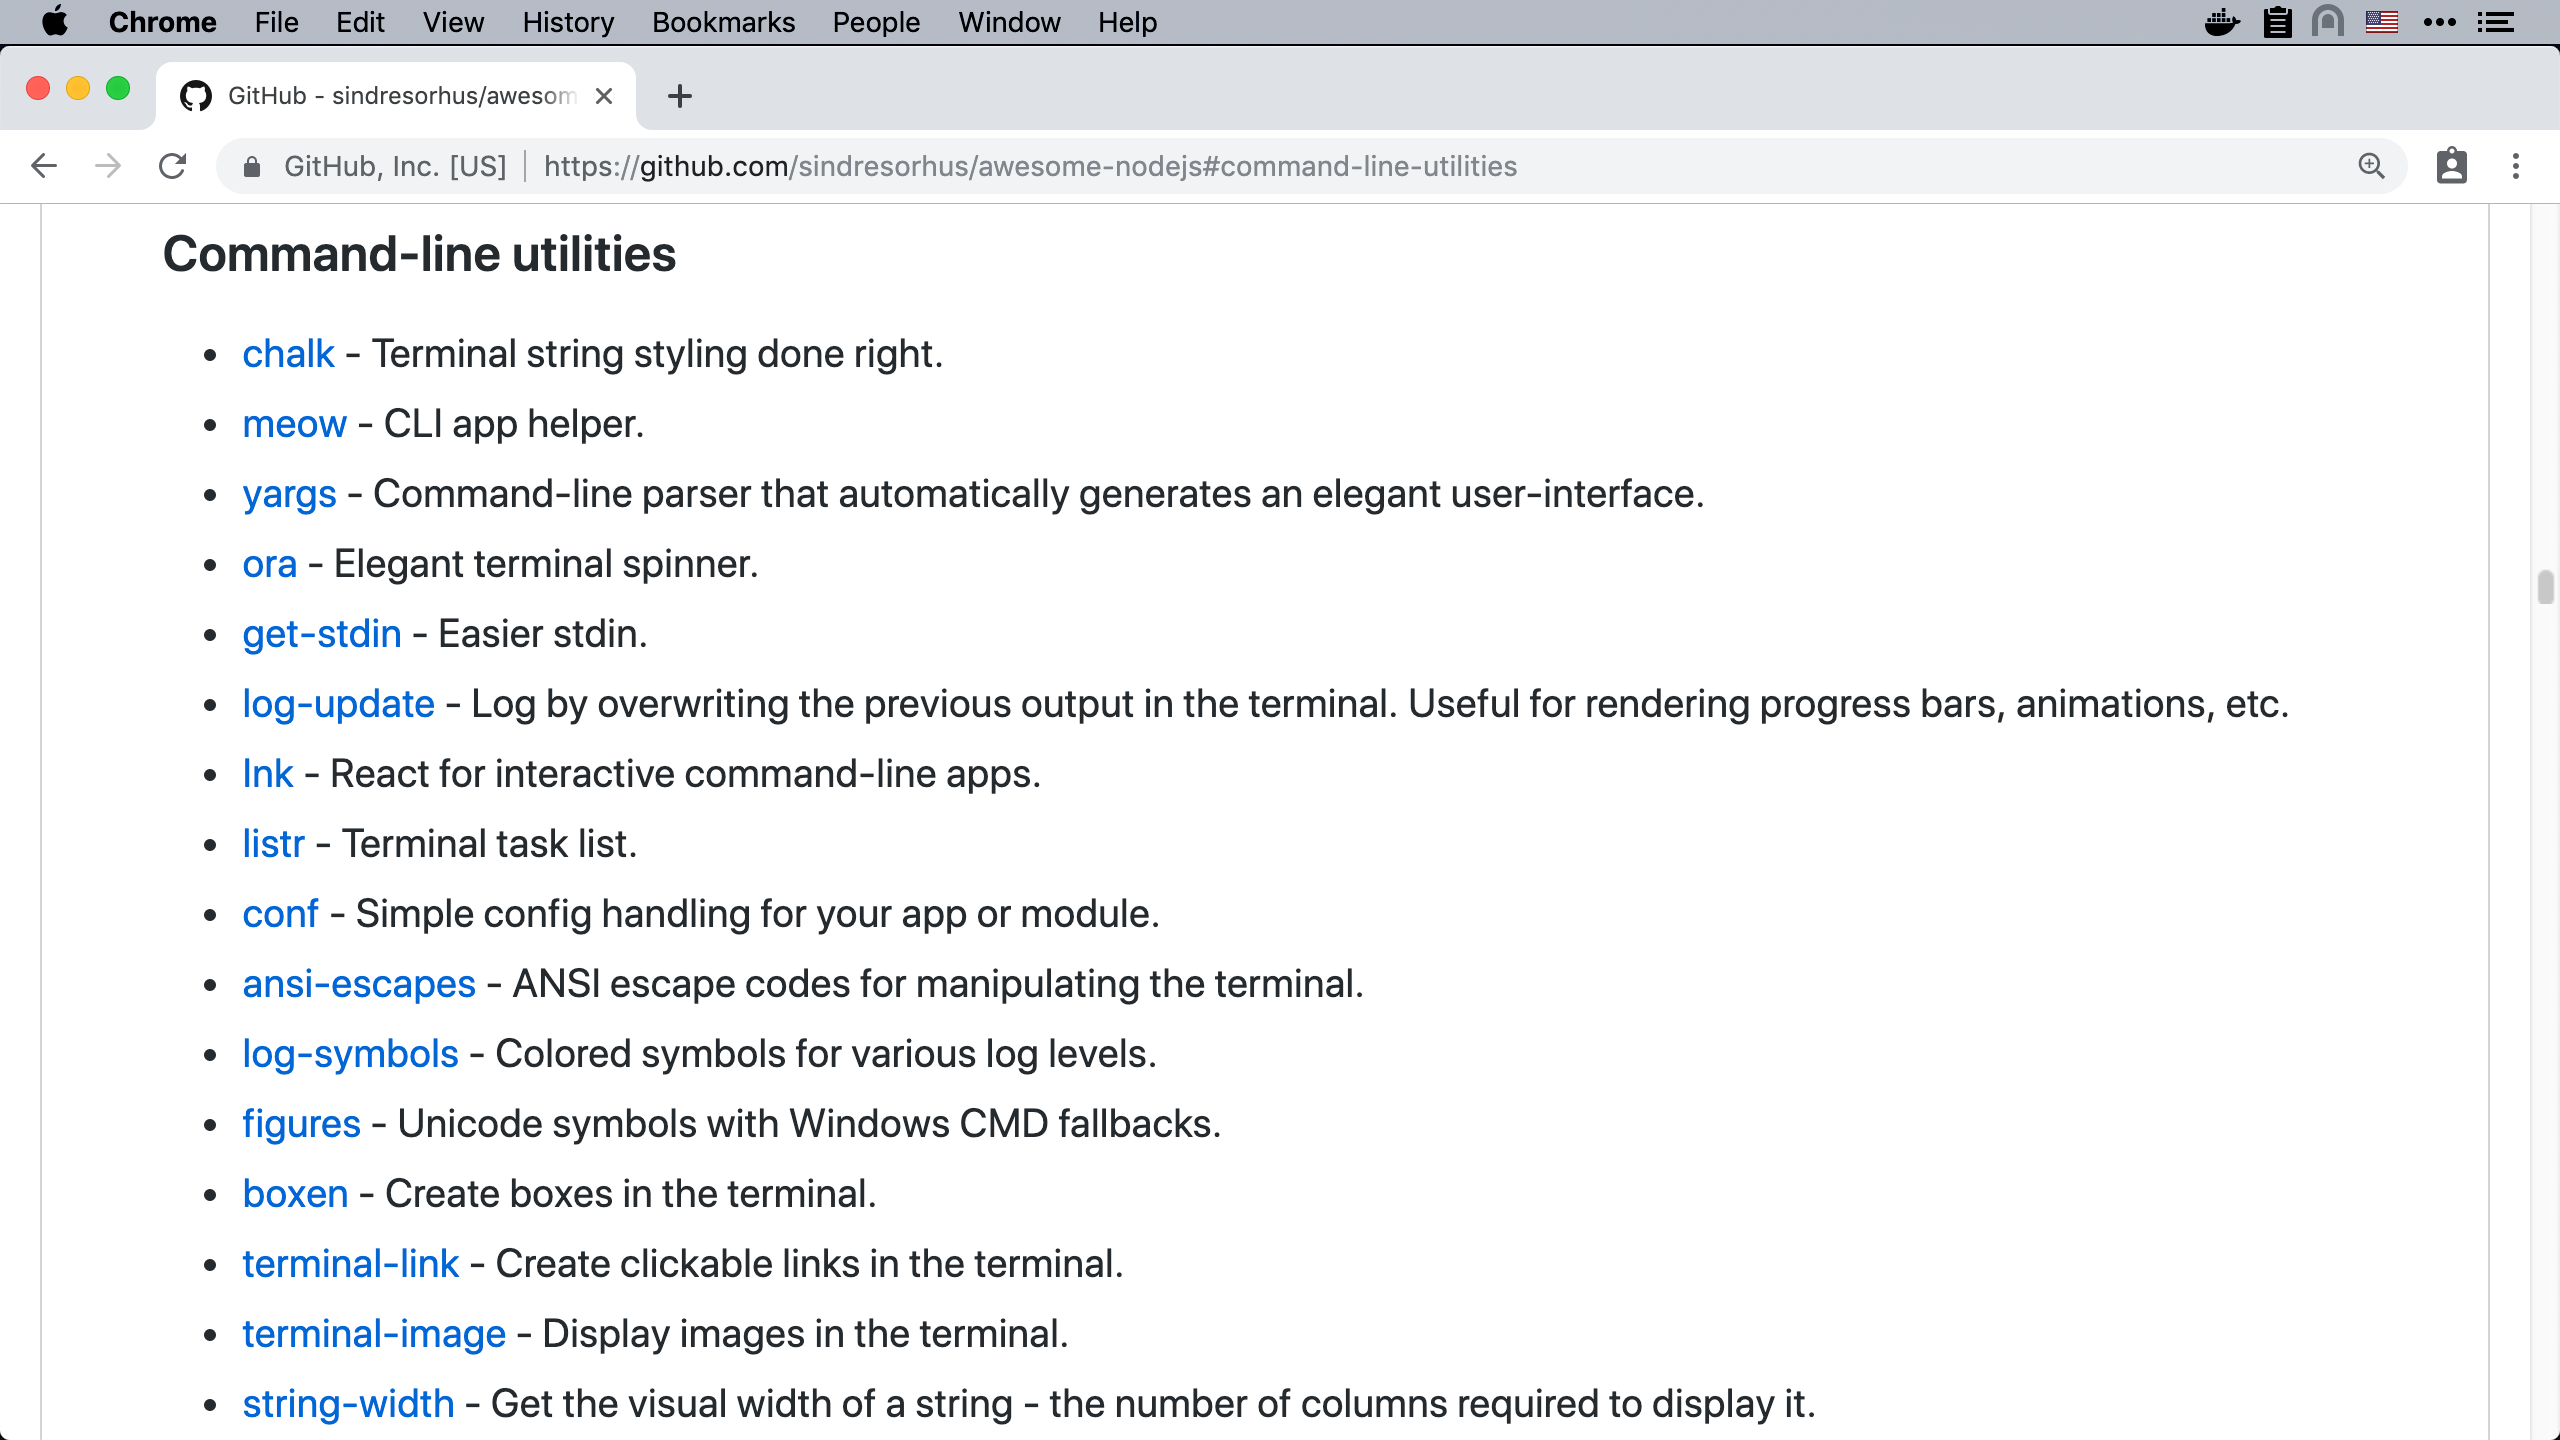 Chrome File Edit View History Bookmarks People Window Help
GitHub - sindresorhus/awesom
GitHub, Inc. [US] https://github.com/sindresorhus/awesome-nodejs#command-line-utilities
Command-line utilities
• chalk - Terminal string styling done right.
• meow - CLI app helper.
• yargs - Command-line parser that automatically generates an elegant user-interface.
• ora - Elegant terminal spinner.
• get-stdin - Easier stdin.
• log-update - Log by overwriting the previous output in the terminal. Useful for rendering progress bars, animations, etc.
• Ink - React for interactive command-line apps.
• listr - Terminal task list.
• conf - Simple config handling for your app or module.
• ansi-escapes - ANSI escape codes for manipulating the terminal.
• log-symbols - Colored symbols for various log levels.
• figures - Unicode symbols with Windows CMD fallbacks.
• boxen - Create boxes in the terminal.
• terminal-link - Create clickable links in the terminal.
• terminal-image - Display images in the terminal.
• string-width - Get the visual width of a string - the number of columns required to display it.